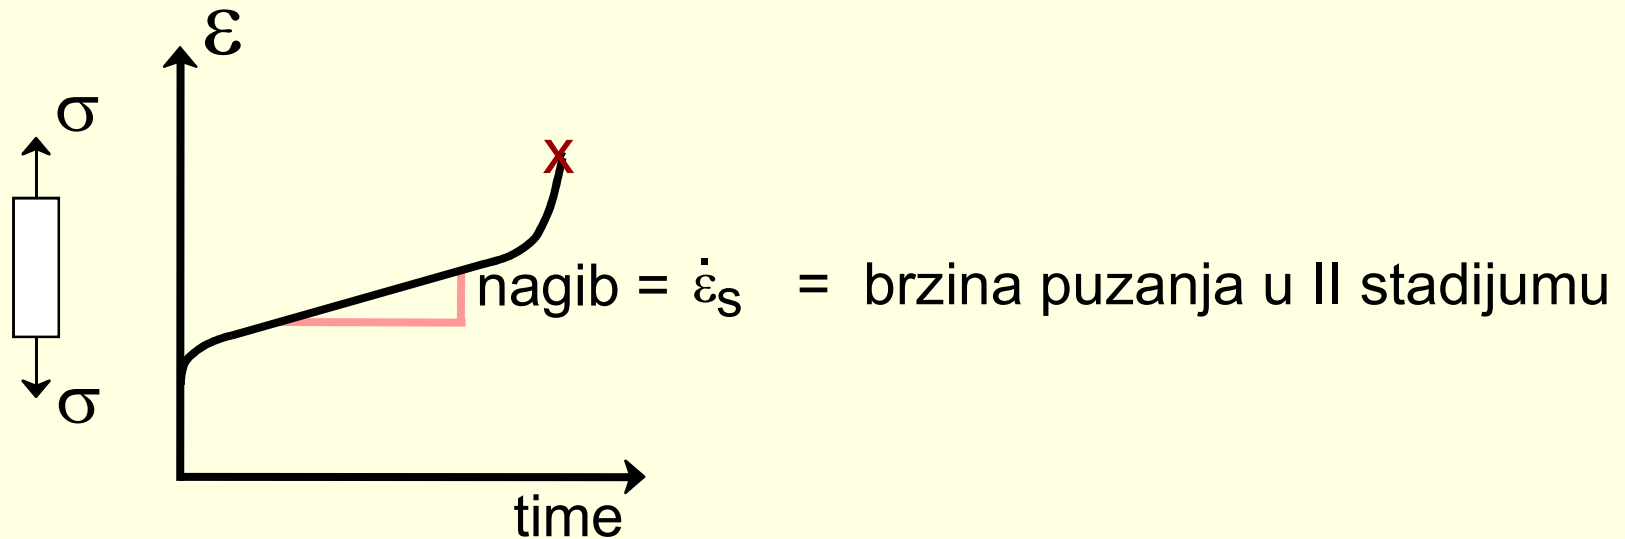 ε
σ
x
nagib = ε̇s = brzina puzanja u II stadijumu
σ
time